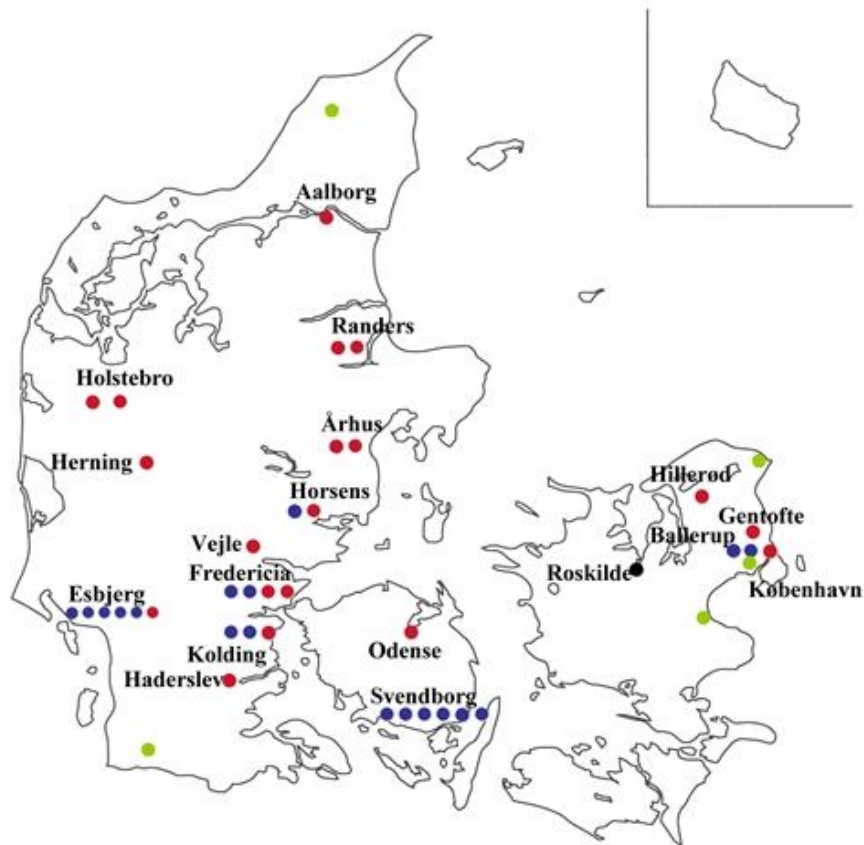 Aalborg
Randers
Holstebro
Århus
Herning
Hillerød
Horsens
Gentofte
Ballerup
Vejle
Fredericia
Roskilde
København
Esbjerg
Kolding
Odense
Haderslev
Svendborg